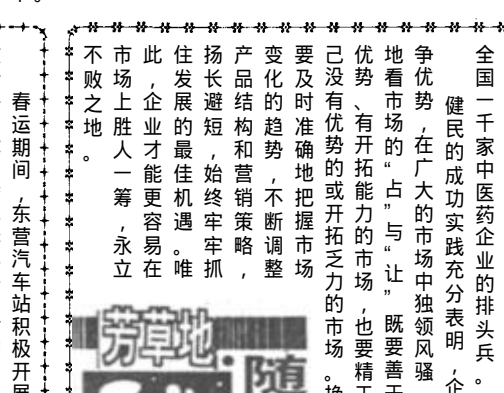 全国一千家中医药企业的排头兵。
健民的成功实践充分表明，企
争优势，在广大的市场中独领风骚
地看市场的“占”与“让”既要善于
优势、有开拓能力的市场，也要精
己没有优势的或开拓乏力的市场。
要及时准确地把握市场
变化的趋势，不断调整
产品结构和营销策略，
扬长避短，始终牢牢抓
住发展的最佳机遇。唯
此，企业才能更容易在
市场上胜人一筹，永立
不败之地。
芳草地
随
春运期间，东营汽车站积极开展